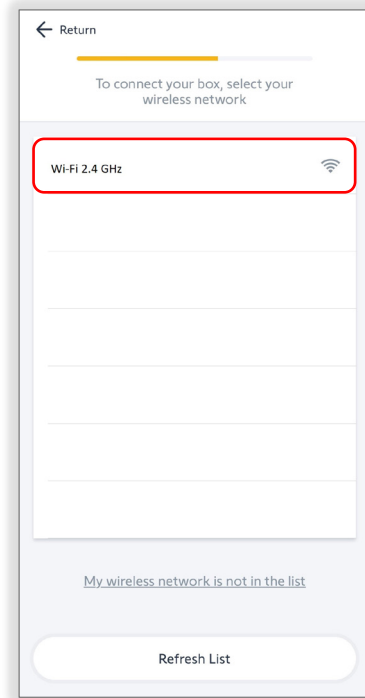 Return
To connect your box, select your
wireless network
Wi-Fi 2.4 GHz
My wireless network is not in the list
Refresh List